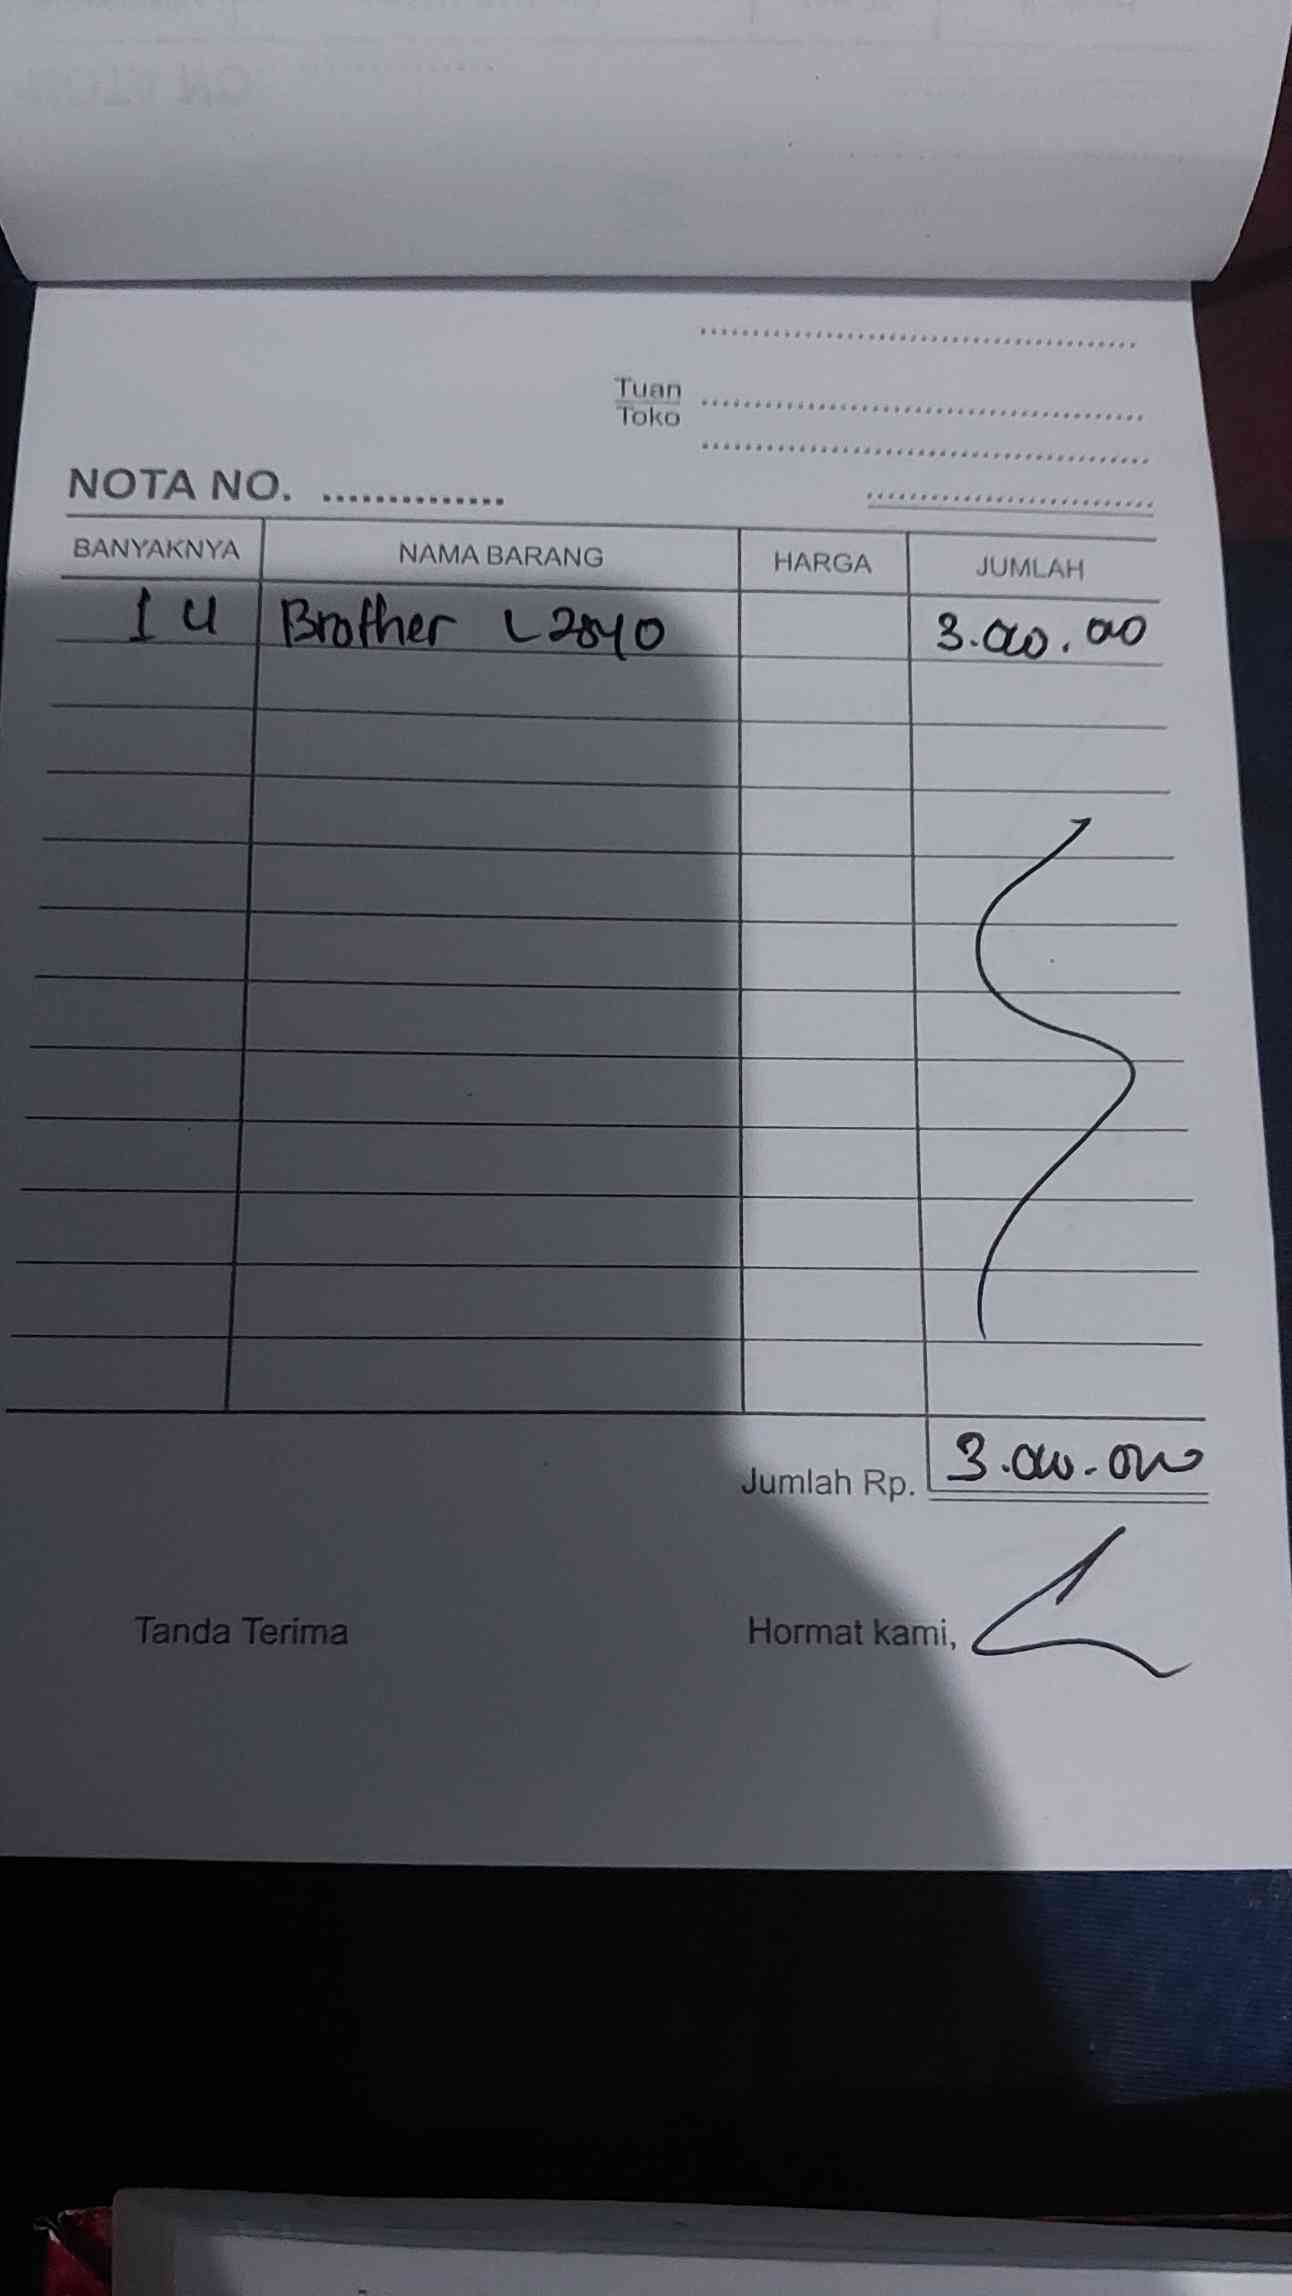 Tuan
Toko
NOTA NO. ..............
BANYAKNYA NAMA BARANG HARGA JUMLAH
1 U Brother L2840 3.000.000
Jumlah Rp. 3.000.000
Tanda Terima Hormat kami,